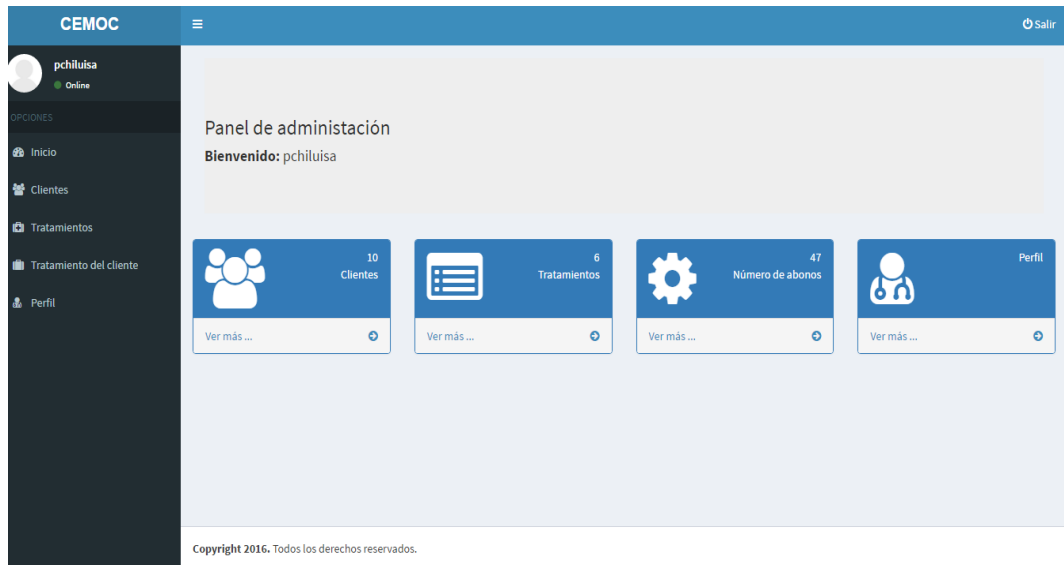 CEMOC
Salir
pchiluisa
Online
OPCIONES
Inicio
Clientes
Tratamientos
Tratamiento del cliente
Perfil
Panel de administación
Bienvenido: pchiluisa
10
Clientes
Ver más ...
6
Tratamientos
Ver más ...
47
Número de abonos
Ver más ...
Perfil
Ver más ...
Copyright 2016. Todos los derechos reservados.